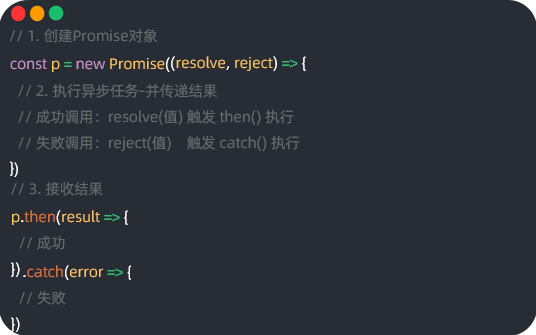 // 1. 创建Promise对象
const p = new Promise((resolve, reject) => {
// 2. 执行异步任务-并传递结果
// 成功调用：resolve(值) 触发 then() 执行
// 失败调用：reject(值) 触发 catch() 执行
})
// 3. 接收结果
p.then(result => {
// 成功
}).catch(error => {
// 失败
})